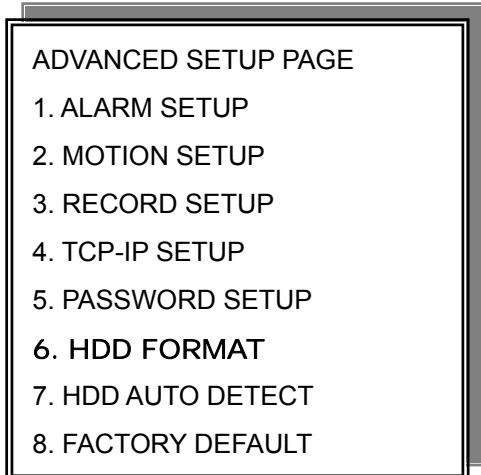 ADVANCED SETUP PAGE
1. ALARM SETUP
2. MOTION SETUP
3. RECORD SETUP
4. TCP-IP SETUP
5. PASSWORD SETUP
6. HDD FORMAT
7. HDD AUTO DETECT
8. FACTORY DEFAULT